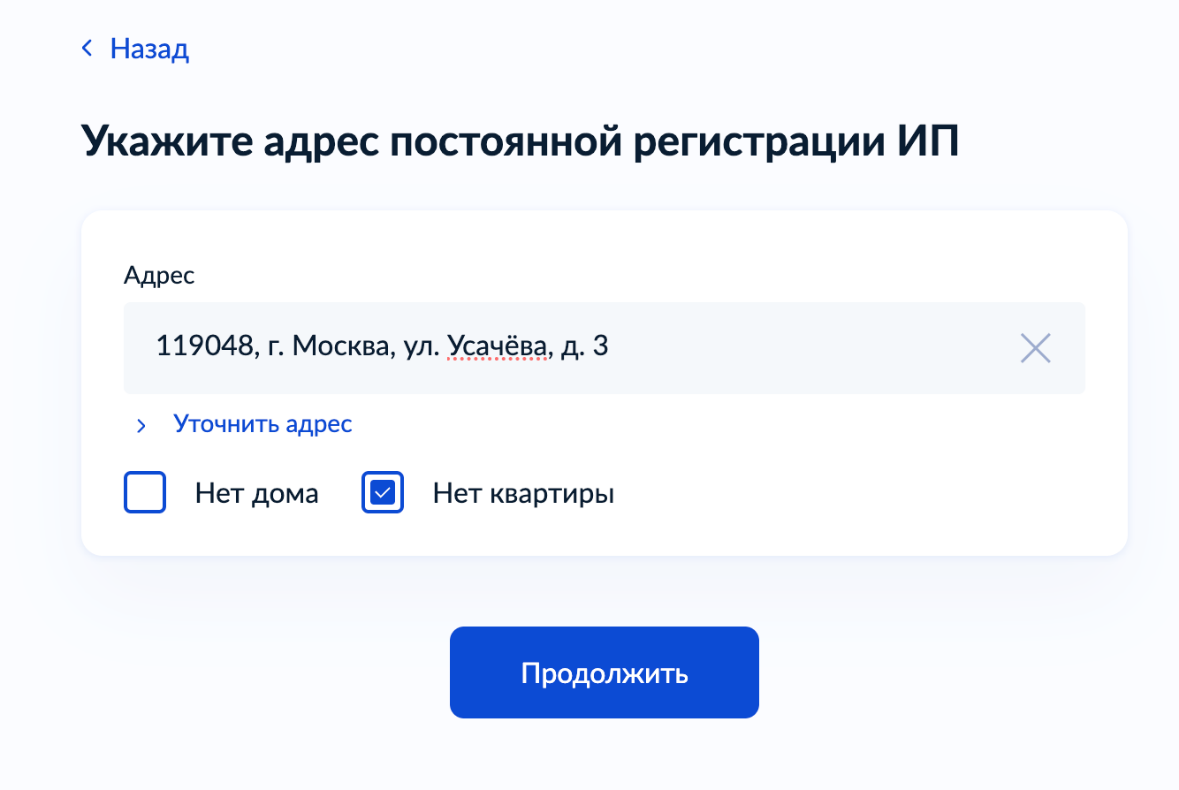 Назад
Укажите адрес постоянной регистрации ИП
Адрес
119048, г. Москва, ул. Усачёва, д. 3
Уточнить адрес
Нет дома Нет квартиры
Продолжить